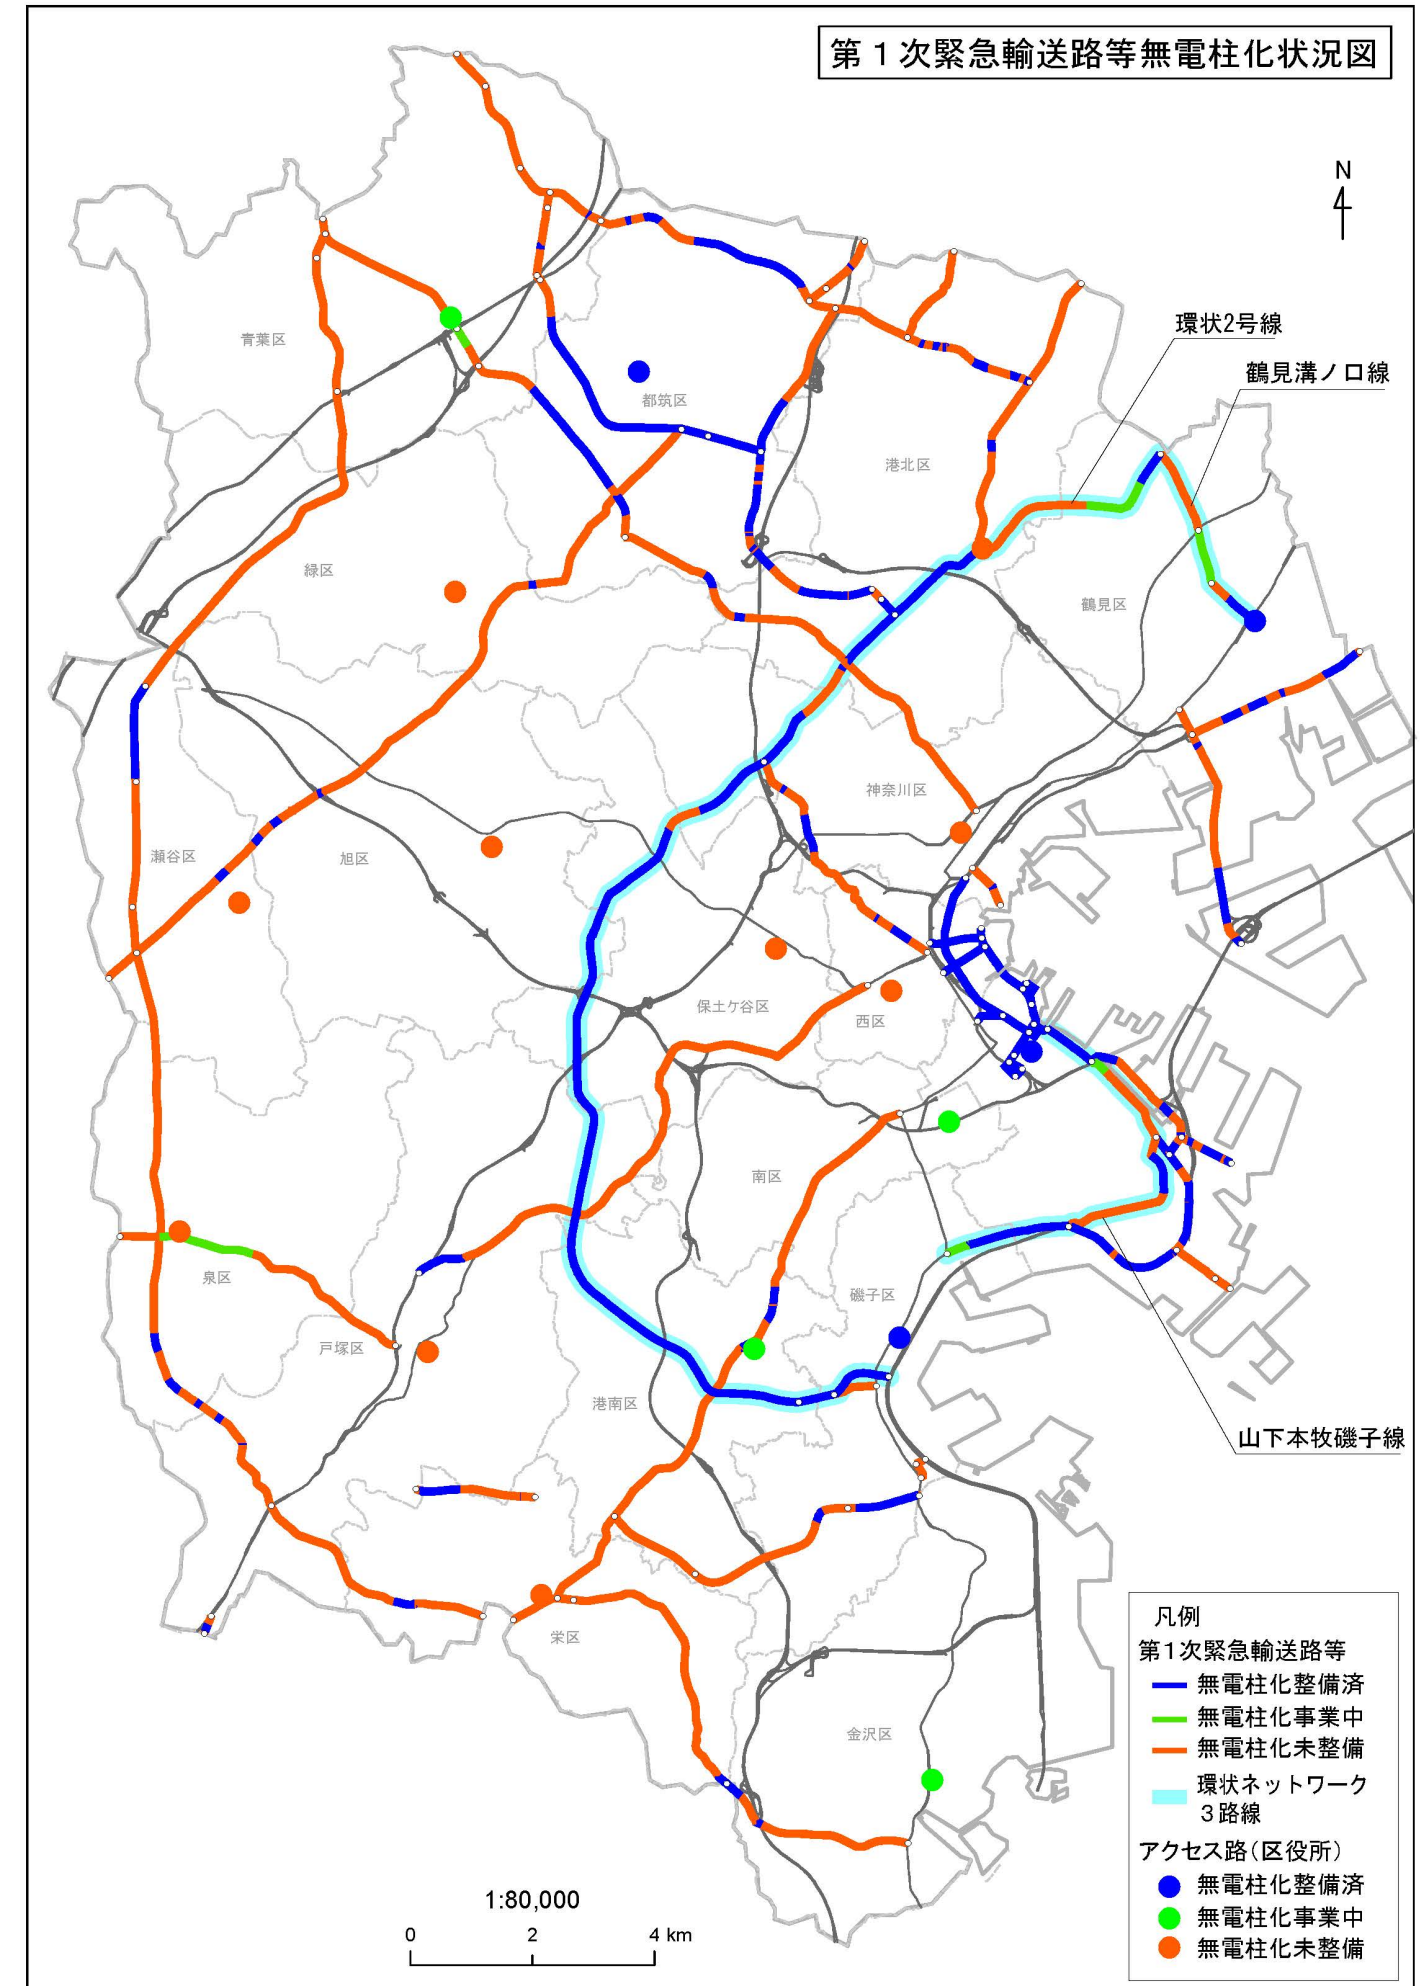 第１次緊急輸送路等無電柱化状況図
N
環状2号線
鶴見溝ノ口線
青葉区
都筑区
港北区
緑区
鶴見区
神奈川区
瀬谷区
旭区
保土ケ谷区
西区
南区
泉区
磯子区
戸塚区
港南区
山下本牧磯子線
栄区
金沢区
凡例
第１次緊急輸送路等
無電柱化整備済
無電柱化事業中
無電柱化未整備
環状ネットワーク
３路線
アクセス路（区役所）
無電柱化整備済
無電柱化事業中
無電柱化未整備
1:80,000
0 2 4 km